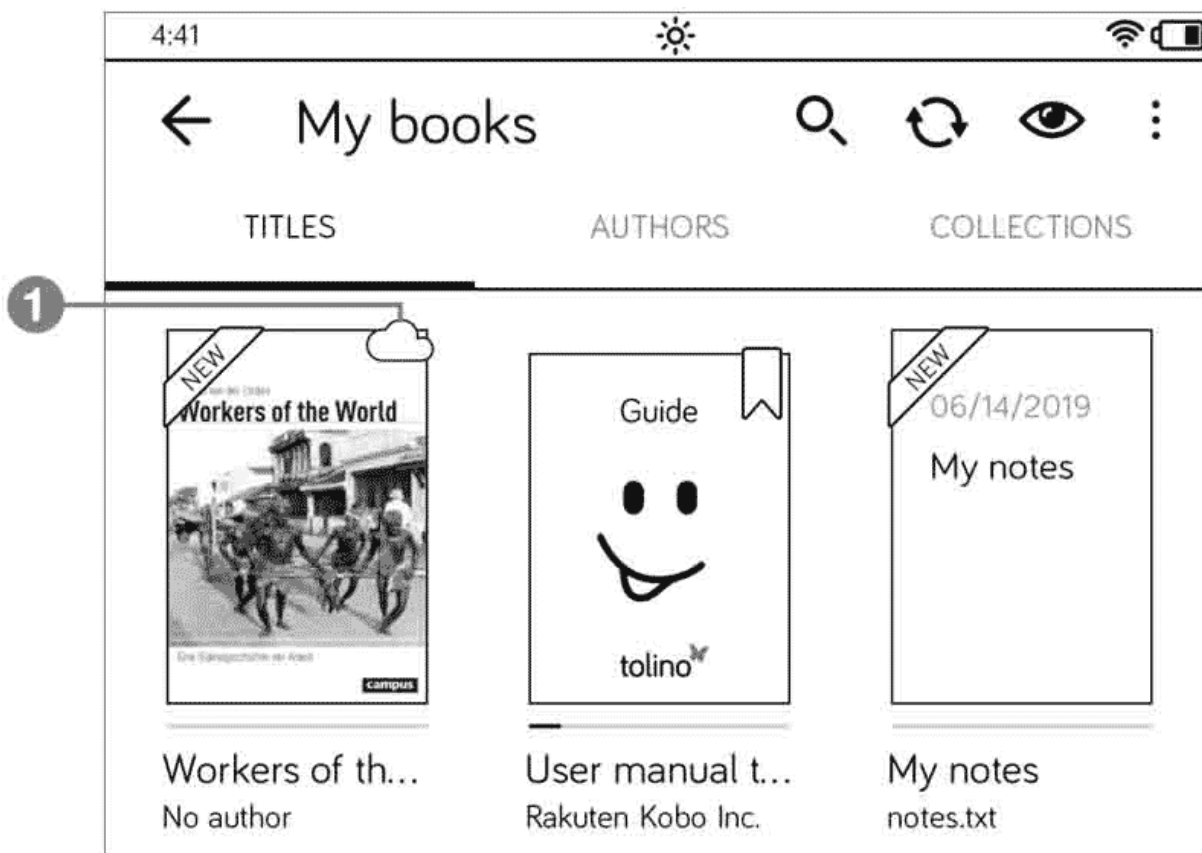 4:41
My books
TITLES AUTHORS COLLECTIONS
1
NEW
Workers of the World
campus
Workers of th...
No author
Guide
tolino
User manual t...
Rakuten Kobo Inc.
NEW
06/14/2019
My notes
My notes
notes.txt